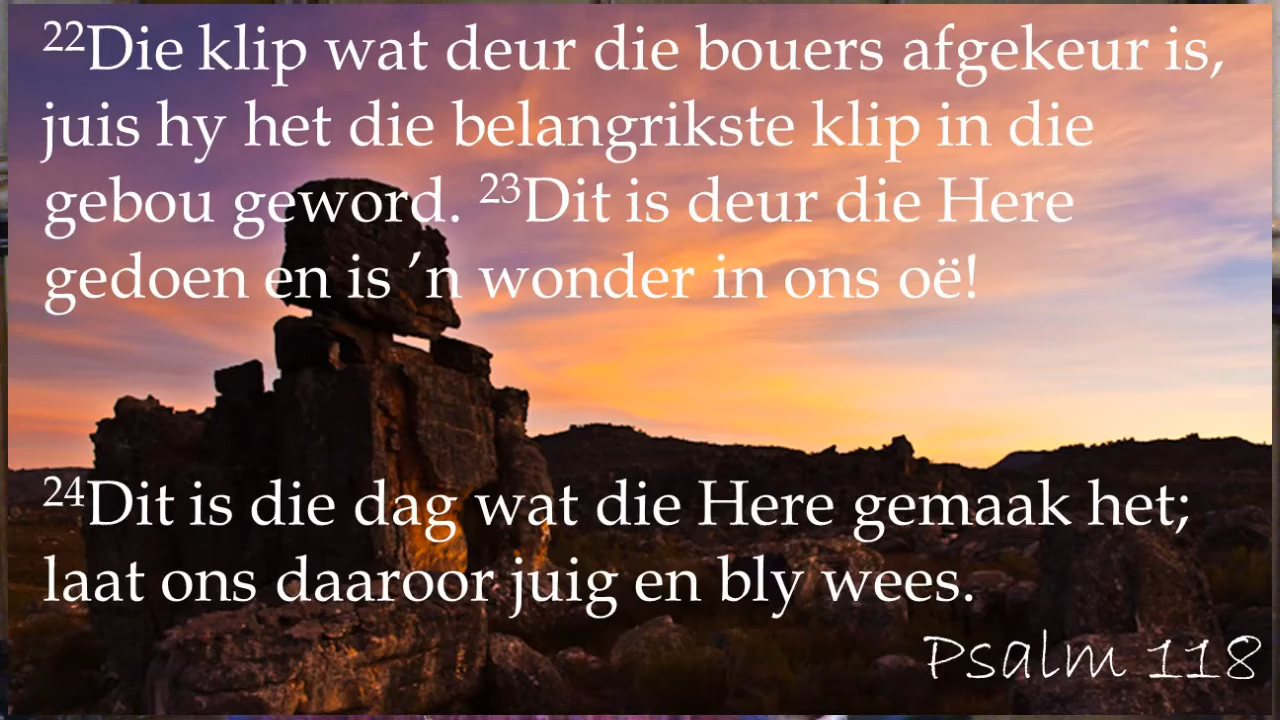 ²²Die klip wat deur die bouers afgekeur is,
juis hy het die belangrikste klip in die
gebou geword. ²³Dit is deur die Here
gedoen en is ’n wonder in ons oë!
²⁴Dit is die dag wat die Here gemaak het;
laat ons daaroor juig en bly wees.
Psalm 118